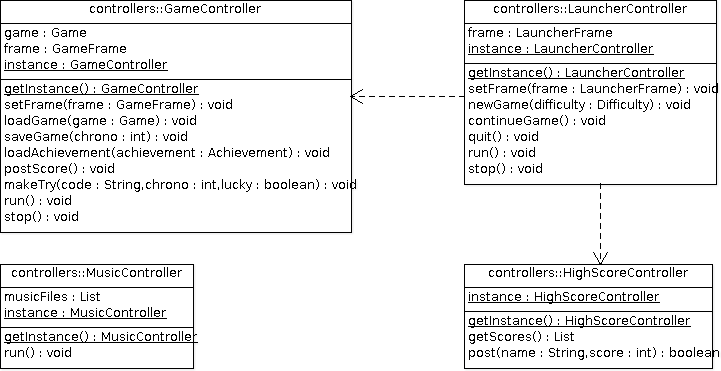 controllers::GameController
game : Game
frame : GameFrame
instance : GameController
getInstance() : GameController
setFrame(frame : GameFrame) : void
loadGame(game : Game) : void
saveGame(chrono : int) : void
loadAchievement(achievement : Achievement) : void
postScore() : void
makeTry(code : String,chrono : int,lucky : boolean) : void
run() : void
stop() : void
controllers::LauncherController
frame : LauncherFrame
instance : LauncherController
getInstance() : LauncherController
setFrame(frame : LauncherFrame) : void
newGame(difficulty : Difficulty) : void
continueGame() : void
quit() : void
run() : void
stop() : void
controllers::MusicController
musicFiles : List
instance : MusicController
getInstance() : MusicController
run() : void
controllers::HighScoreController
instance : HighScoreController
getInstance() : HighScoreController
getScores() : List
post(name : String,score : int) : boolean